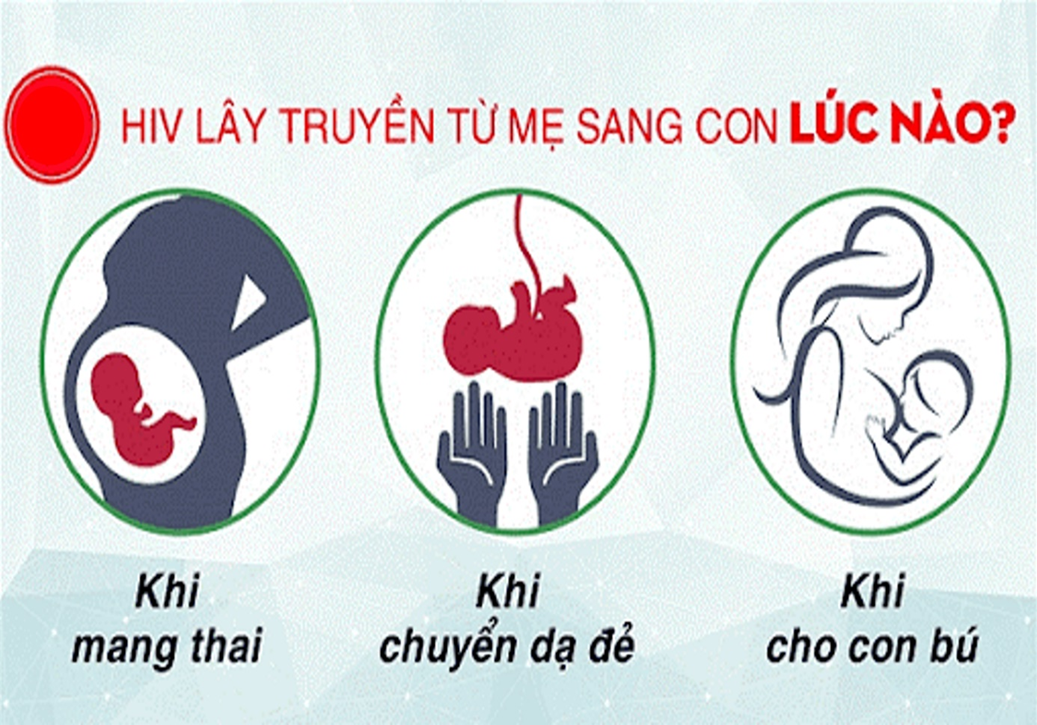 HIV LÂY TRUYỀN TỪ MẸ SANG CON LÚC NÀO?
Khi
mang thai
Khi
chuyển dạ đẻ
Khi
cho con bú